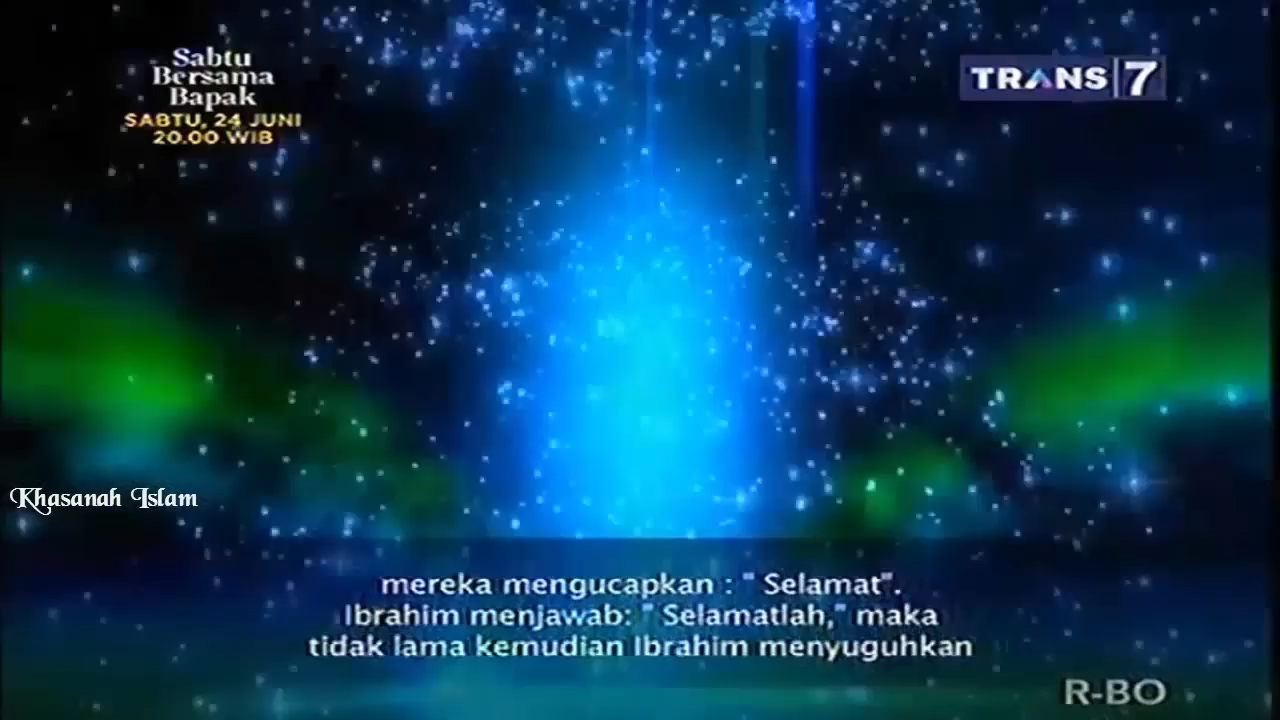 Sabtu
Bersama
Bapak
SABTU, 24 JUNI
20.00 WIB
TRANS|7
Khasanah Islam
mereka mengucapkan : " Selamat".
Ibrahim menjawab: " Selamatlah," maka
tidak lama kemudian Ibrahim menyuguhkan
R-BO